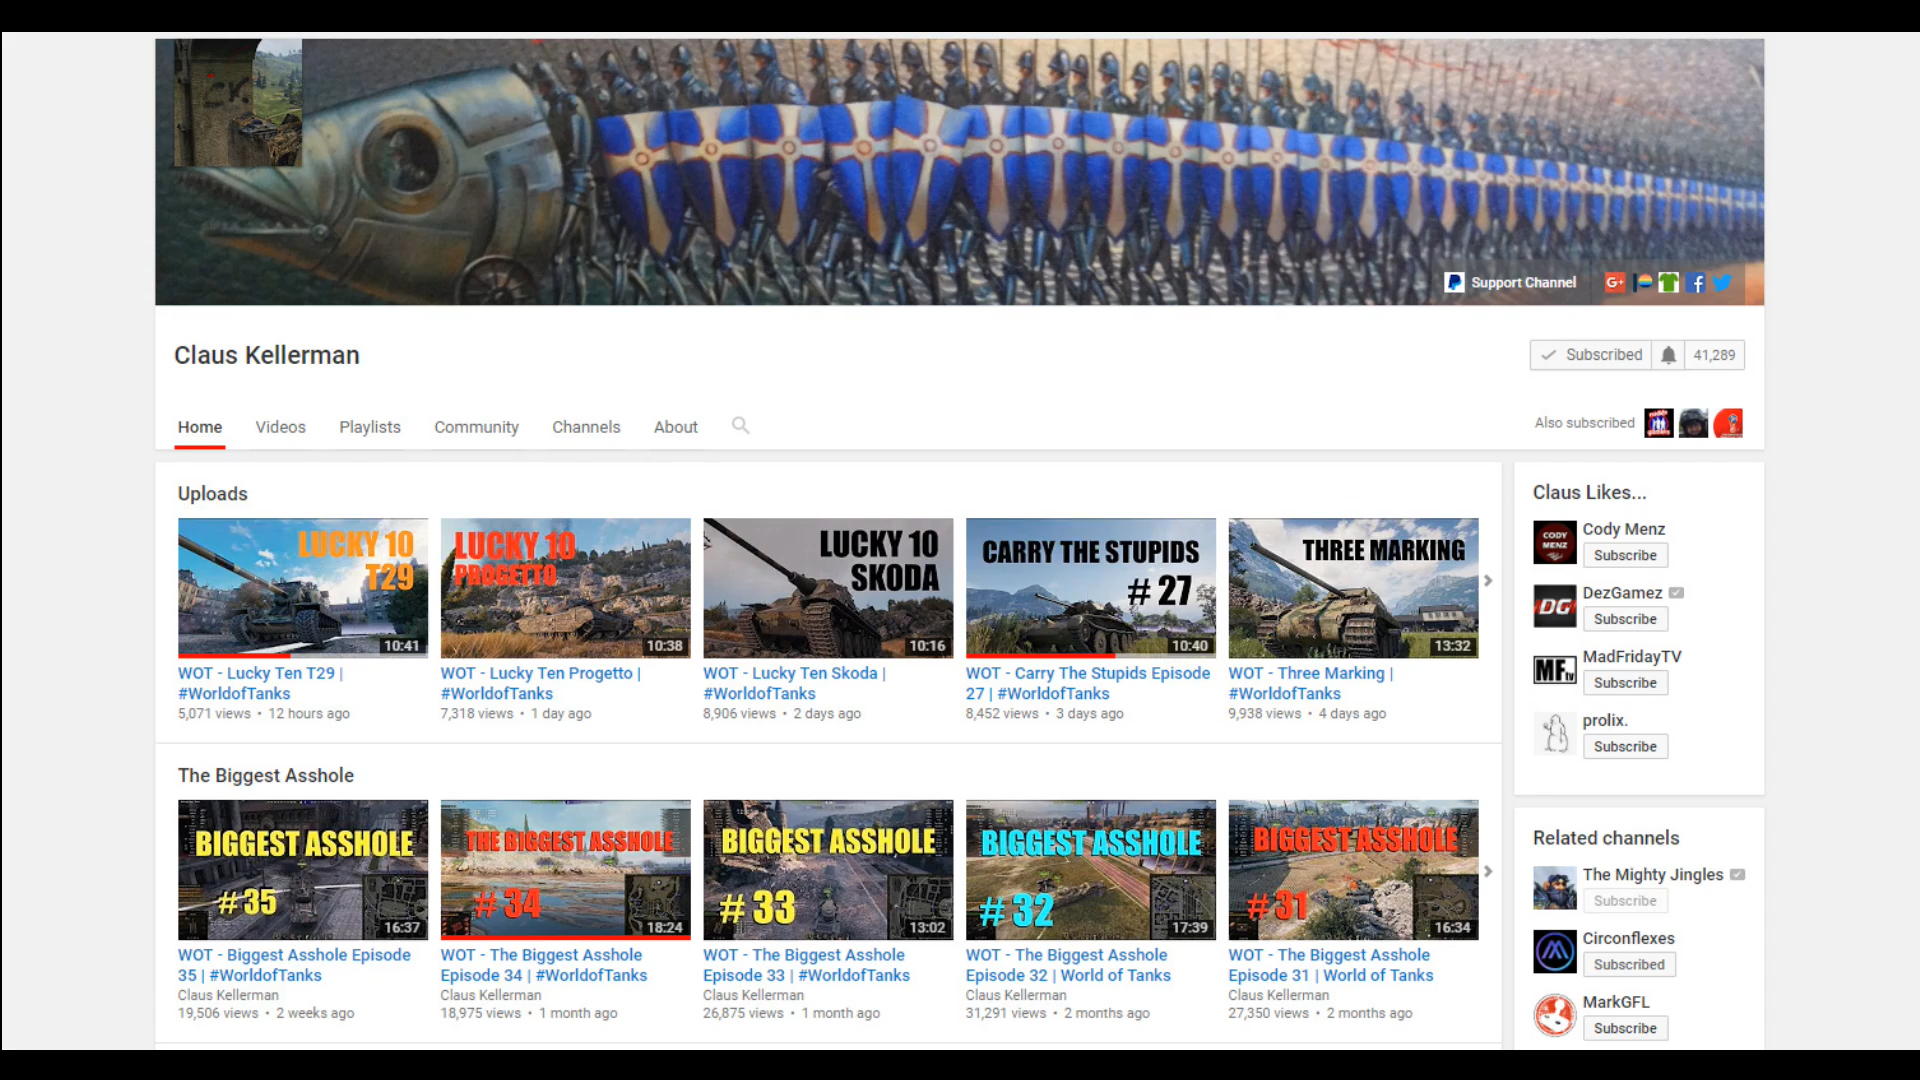 CK
Support Channel
Claus Kellerman
Subscribed 41,289
Home Videos Playlists Community Channels About
Also subscribed
Uploads
LUCKY 10
T29
10:41
LUCKY 10
PROGETTO
10:38
LUCKY 10
SKODA
10:16
CARRY THE STUPIDS
# 27
10:40
THREE MARKING
13:32
WOT - Lucky Ten T29 |
#WorldofTanks
5,071 views • 12 hours ago
WOT - Lucky Ten Progetto |
#WorldofTanks
7,318 views • 1 day ago
WOT - Lucky Ten Skoda |
#WorldofTanks
8,906 views • 2 days ago
WOT - Carry The Stupids Episode
27 | #WorldofTanks
8,452 views • 3 days ago
WOT - Three Marking |
#WorldofTanks
9,938 views • 4 days ago
The Biggest Asshole
BIGGEST ASSHOLE
# 35
16:37
THE BIGGEST ASSHOLE
# 34
18:24
BIGGEST ASSHOLE
# 33
13:02
BIGGEST ASSHOLE
# 32
17:39
BIGGEST ASSHOLE
#31
16:34
WOT - Biggest Asshole Episode
35 | #WorldofTanks
Claus Kellerman
19,506 views • 2 weeks ago
WOT - The Biggest Asshole
Episode 34 | #WorldofTanks
Claus Kellerman
18,975 views • 1 month ago
WOT - The Biggest Asshole
Episode 33 | #WorldofTanks
Claus Kellerman
26,875 views • 1 month ago
WOT - The Biggest Asshole
Episode 32 | World of Tanks
Claus Kellerman
31,291 views • 2 months ago
WOT - The Biggest Asshole
Episode 31 | World of Tanks
Claus Kellerman
27,350 views • 2 months ago
Claus Likes...
CODY
MENZ
Cody Menz
Subscribe
DG
DezGamez
Subscribe
MFtv
MadFridayTV
Subscribe
prolix.
Subscribe
Related channels
The Mighty Jingles
Subscribe
Circonflexes
Subscribed
MarkGFL
Subscribe